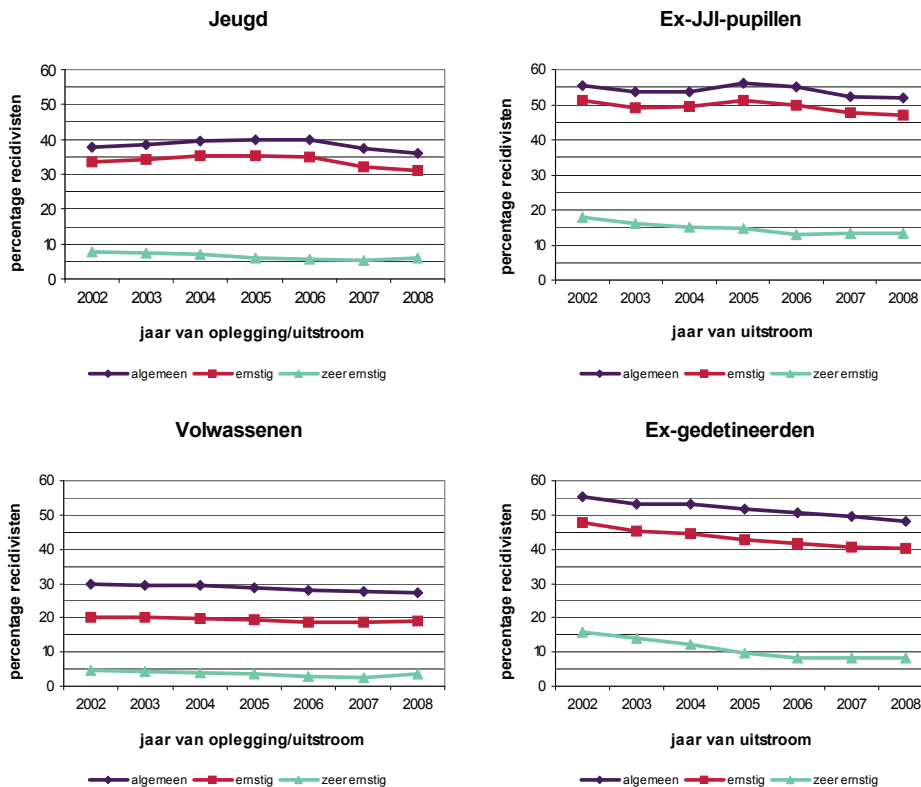 Jeugd
percentage recidivisten
60
50
40
30
20
10
0
2002 2003 2004 2005 2006 2007 2008
jaar van oplegging/uitstroom
algemeen ernstig zeer ernstig
Ex-JJI-pupillen
percentage recidivisten
60
50
40
30
20
10
0
2002 2003 2004 2005 2006 2007 2008
jaar van uitstroom
algemeen ernstig zeer ernstig
Volwassenen
percentage recidivisten
60
50
40
30
20
10
0
2002 2003 2004 2005 2006 2007 2008
jaar van oplegging/uitstroom
algemeen ernstig zeer ernstig
Ex-gedetineerden
percentage recidivisten
60
50
40
30
20
10
0
2002 2003 2004 2005 2006 2007 2008
jaar van uitstroom
algemeen ernstig zeer ernstig